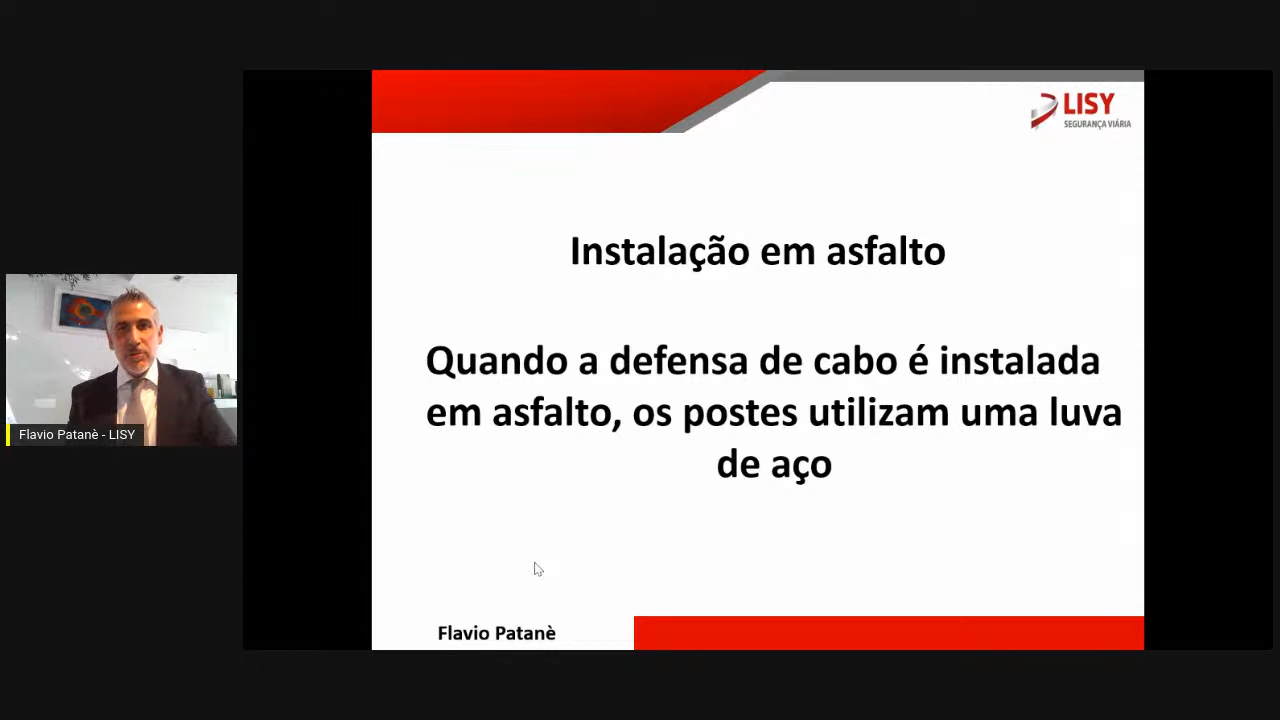 LISY
SEGURANÇA VIÁRIA
Instalação em asfalto
Quando a defensa de cabo é instalada
em asfalto, os postes utilizam uma luva
de aço
Flavio Patanè - LISY
Flavio Patanè